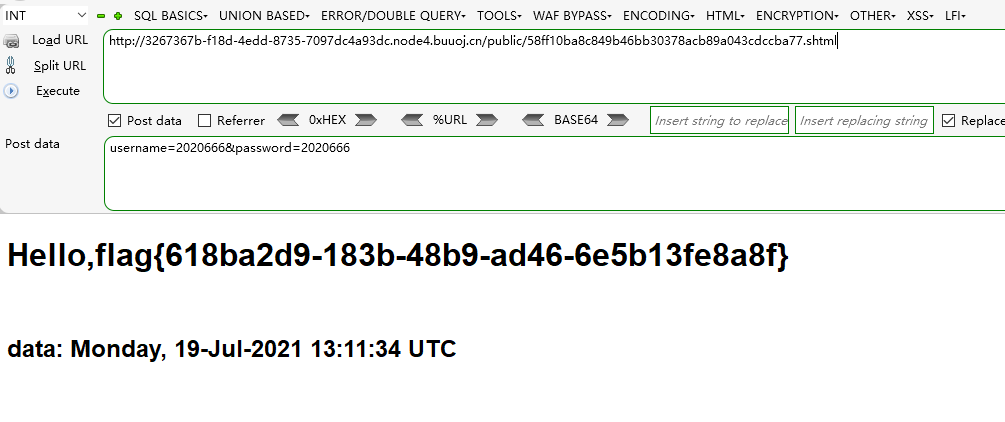 INT SQL BASICS▾ UNION BASED▾ ERROR/DOUBLE QUERY▾ TOOLS▾ WAF BYPASS▾ ENCODING▾ HTML▾ ENCRYPTION▾ OTHER▾ XSS▾ LFI▾
Load URL http://3267367b-f18d-4edd-8735-7097dc4a93dc.node4.buuoj.cn/public/58ff10ba8c849b46bb30378acb89a043cdccba77.shtml
Split URL
Execute
Post data Referrer 0xHEX %URL BASE64 Insert string to replace Insert replacing string Replace
Post data username=2020666&password=2020666
Hello,flag{618ba2d9-183b-48b9-ad46-6e5b13fe8a8f}
data: Monday, 19-Jul-2021 13:11:34 UTC